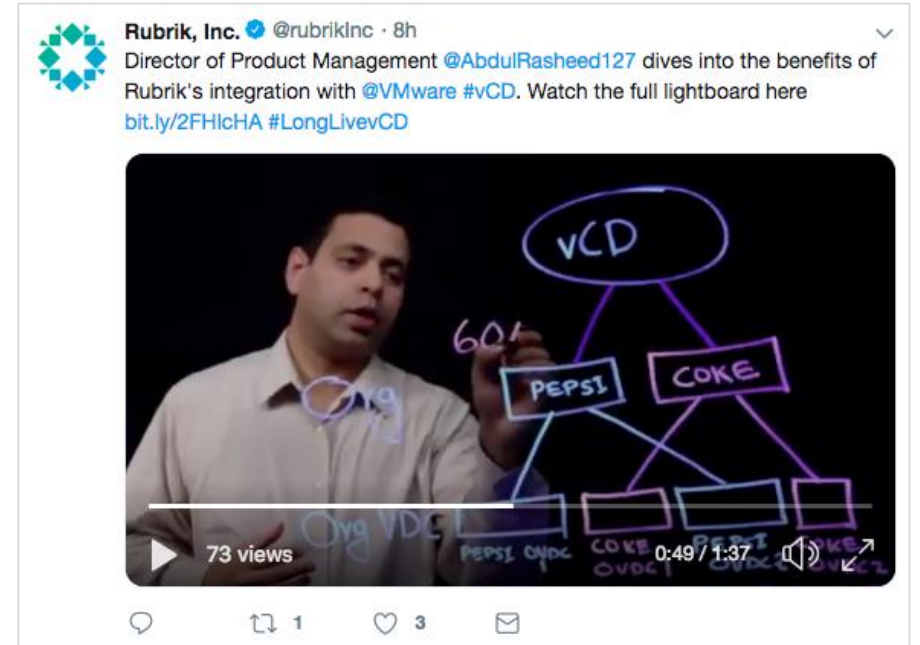 Rubrik, Inc. @rubrikInc · 8h
Director of Product Management @AbdulRasheed127 dives into the benefits of
Rubrik's integration with @VMware #vCD. Watch the full lightboard here
bit.ly/2FHIcHA #LongLivevCD
vCD
60
PEPSI COKE
Org
Org VDC
PEPSI OVDC COKE OVDC1 PEPSI OVDC2 OVDC2
73 views 0:49 / 1:37
1 3